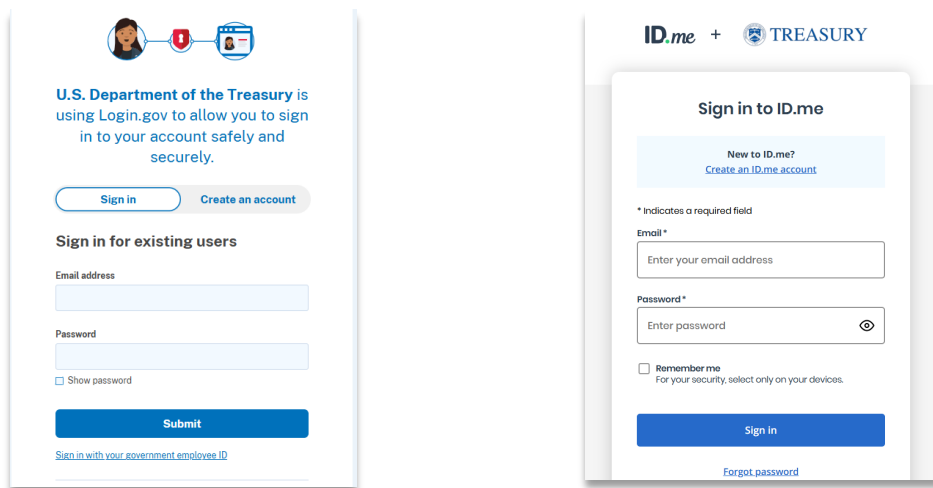 U.S. Department of the Treasury is
using Login.gov to allow you to sign
in to your account safely and
securely.
Sign in
Create an account
Sign in for existing users
Email address
Password
Show password
Submit
Sign in with your government employee ID
ID.me + TREASURY
Sign in to ID.me
New to ID.me?
Create an ID.me account
* Indicates a required field
Email *
Enter your email address
Password *
Enter password
Remember me
For your security, select only on your devices.
Sign in
Forgot password